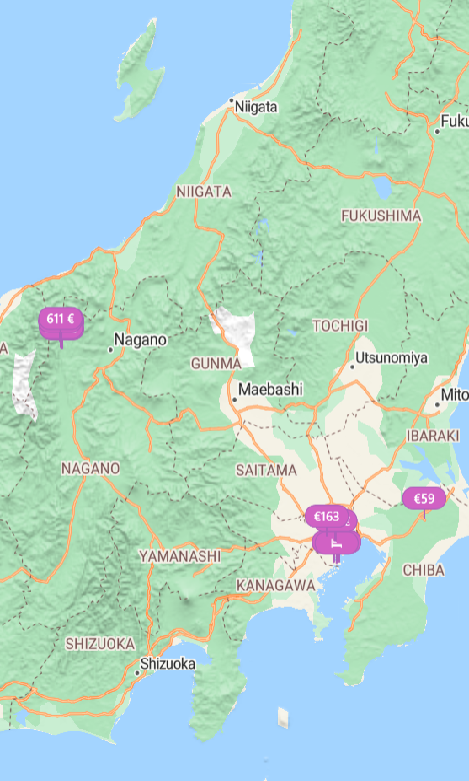 Niigata
Fuku
NIIGATA
FUKUSHIMA
611 €
TOCHIGI
A
Nagano
GUNMA
Utsunomiya
Maebashi
Mito
IBARAKI
NAGANO
SAITAMA
€59
€163
YAMANASHI
CHIBA
KANAGAWA
SHIZUOKA
Shizuoka